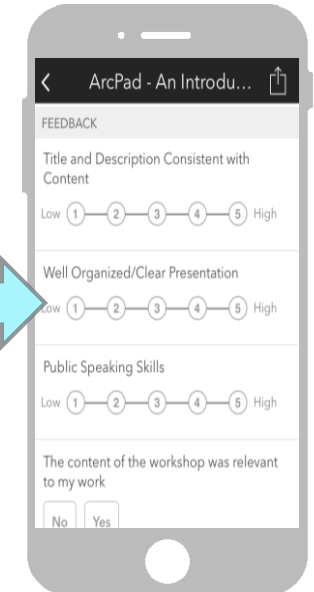 ArcPad - An Introdu...
FEEDBACK
Title and Description Consistent with
Content
Low 1 2 3 4 5 High
Well Organized/Clear Presentation
Low 1 2 3 4 5 High
Public Speaking Skills
Low 1 2 3 4 5 High
The content of the workshop was relevant
to my work
No Yes